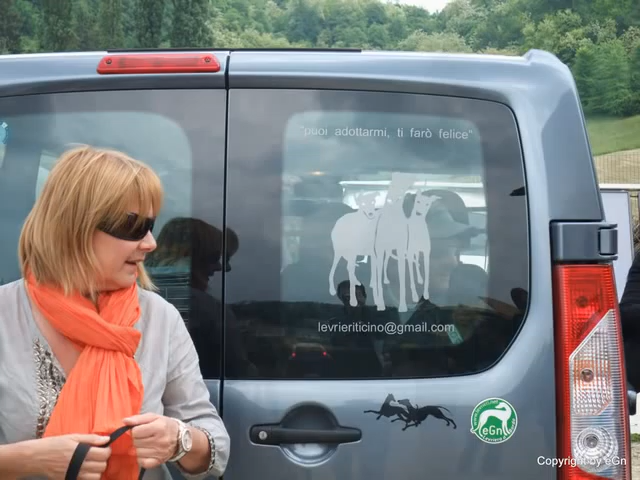 "puoi adottarmi, ti farò felice"
levrieriticino@gmail.com
eGn
Copyright by eGn